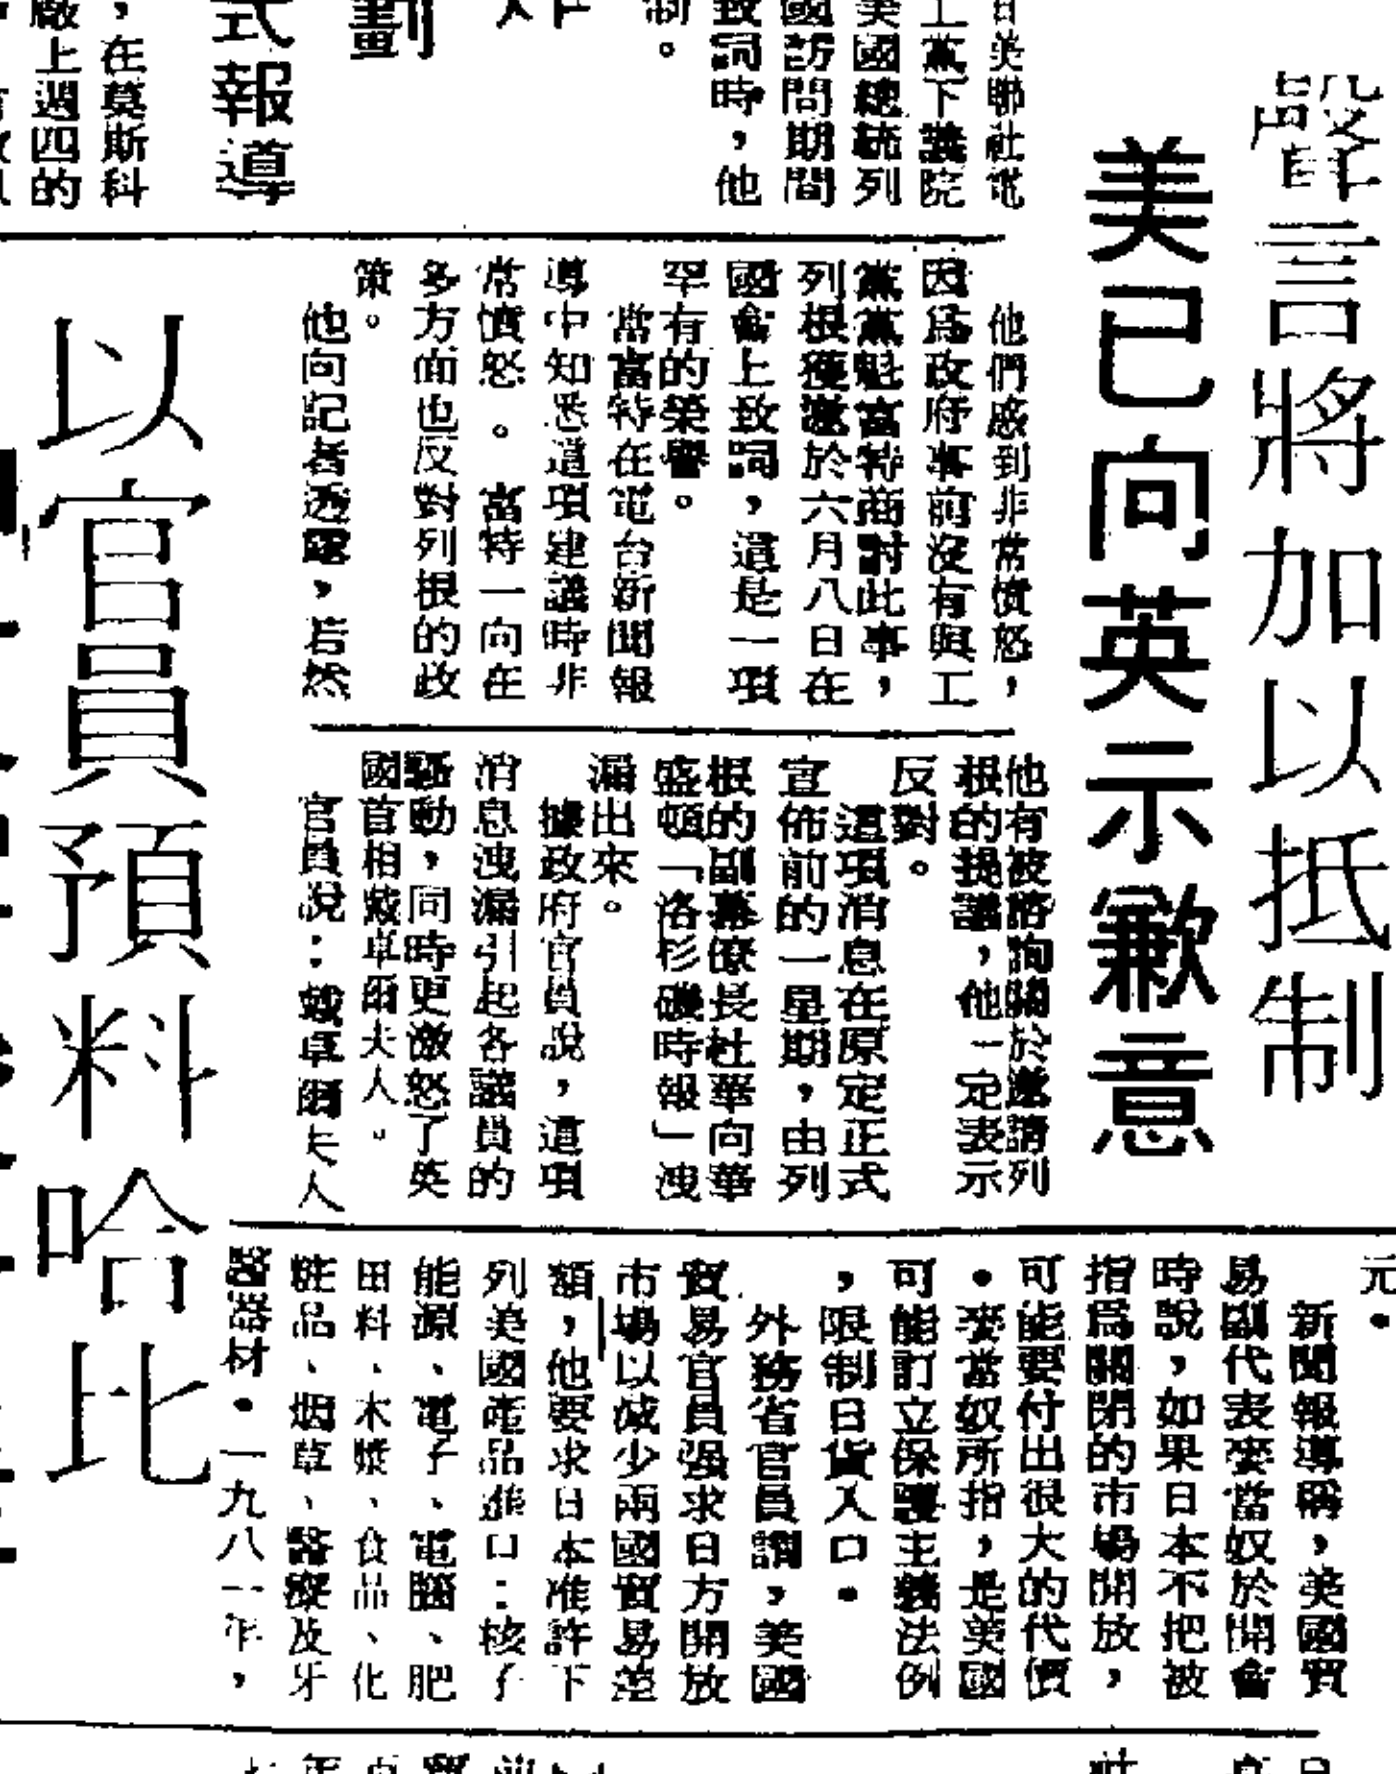 聲言將加以抵制
美已向英示歉意
日美聯社電
工黨下議院
美國總統列
國訪問期間
致詞時，他
制。
劃
式報導
，在莫斯科
廠上週四的
他們感到非常憤怒，
因爲政府事前沒有與工
黨黨魁富特商討此事，
列根獲邀於六月八日在
國會上致詞，這是一項
罕有的榮譽。
當富特在電台新聞報
導中知悉這項建議時非
常憤怒。富特一向在
多方面也反對列根的政
策。
他向記者透露，若然
他有被諮詢關於邀請列
根的提議，他一定表示
反對。
這項消息在原定正式
宣佈前的一星期，由列
根的副幕僚長杜華向華
盛頓「洛杉磯時報」洩
漏出來。
據政府官員說，這項
消息洩漏引起各議員的
騷動，同時更激怒了英
國首相戴卓爾夫人。
官員說：戴卓爾夫人
以官員預料哈比
元．
新聞報導稱，美國貿
易副代表麥當奴於開會
時說，如果日本不把被
指爲關閉的市場開放，
可能要付出很大的代價
．麥當奴所指，是美國
可能訂立保護主義法例
，限制日貨入口．
外務省官員謂，美國
貿易官員强求日方開放
市場以減少兩國貿易差
額，他要求日本准許下
列美國產品進口：核子
能源、電子、電腦、肥
田料、木漿、食品、化
粧品、烟草、醫療及牙
醫器材．一九八一年，